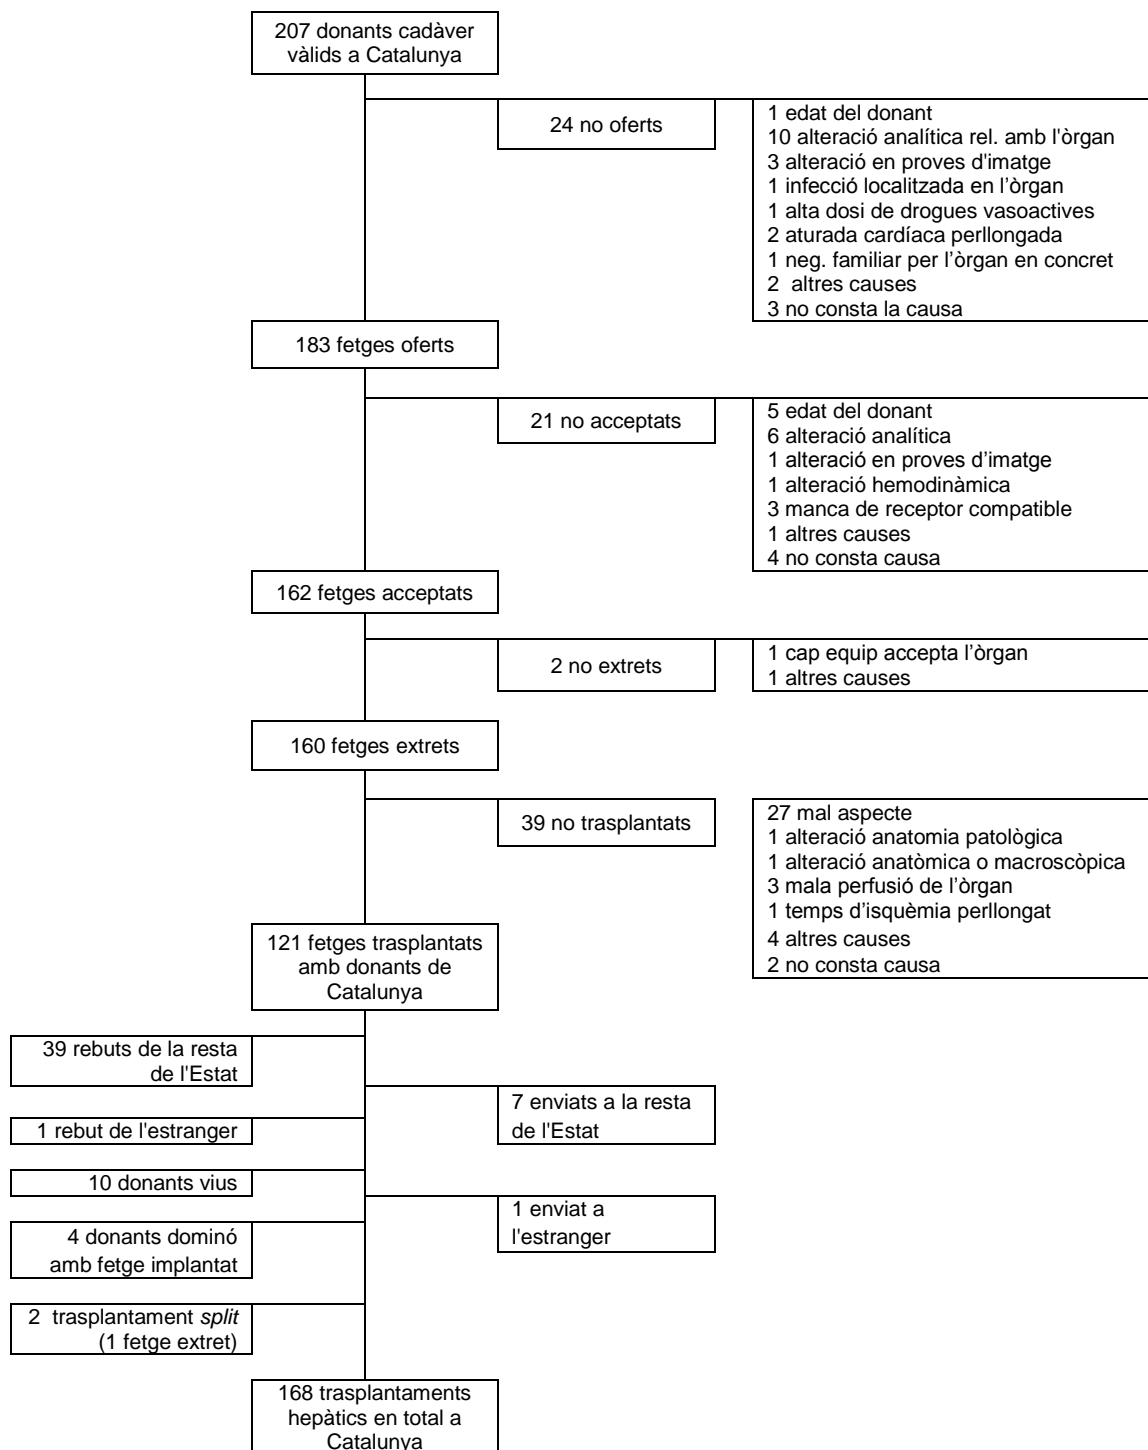 207 donants cadàver
vàlids a Catalunya
24 no oferts
1 edat del donant
10 alteració analítica rel. amb l'òrgan
3 alteració en proves d'imatge
1 infecció localitzada en l’òrgan
1 alta dosi de drogues vasoactives
2 aturada cardíaca perllongada
1 neg. familiar per l’òrgan en concret
2 altres causes
3 no consta la causa
183 fetges oferts
21 no acceptats
5 edat del donant
6 alteració analítica
1 alteració en proves d’imatge
1 alteració hemodinàmica
3 manca de receptor compatible
1 altres causes
4 no consta causa
162 fetges acceptats
2 no extrets
1 cap equip accepta l’òrgan
1 altres causes
160 fetges extrets
39 no trasplantats
27 mal aspecte
1 alteració anatomia patològica
1 alteració anatòmica o macroscòpica
3 mala perfusió de l’òrgan
1 temps d’isquèmia perllongat
4 altres causes
2 no consta causa
121 fetges trasplantats
amb donants de
Catalunya
39 rebuts de la resta
de l'Estat
7 enviats a la resta
de l'Estat
1 rebut de l'estranger
10 donants vius
1 enviat a
l'estranger
4 donants dominó
amb fetge implantat
2 trasplantament split
(1 fetge extret)
168 trasplantaments
hepàtics en total a
Catalunya